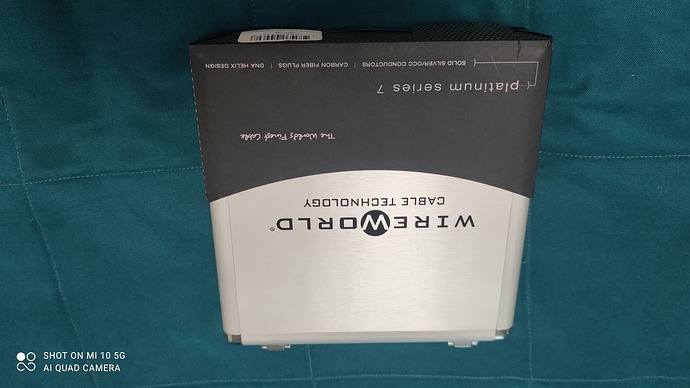 WIREWORLD®
CABLE TECHNOLOGY
The World's Finest Cable
platinum series 7
SOLID SILVER/OCC CONDUCTORS | CARBON FIBER PLUGS | DNA HELIX DESIGN
SHOT ON MI 10 5G
AI QUAD CAMERA